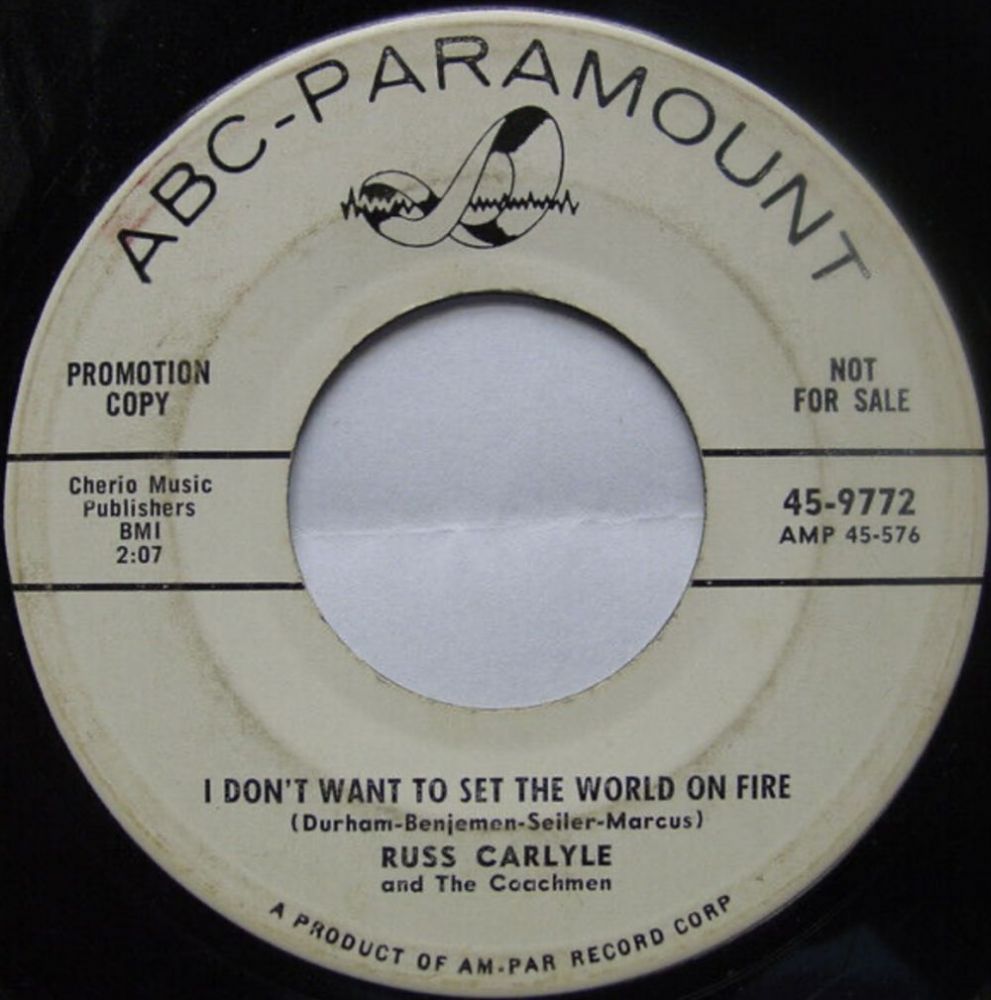 ABC-PARAMOUNT
PROMOTION
COPY
NOT
FOR SALE
Cherio Music
Publishers
BMI
2:07
45-9772
AMP 45-576
I DON'T WANT TO SET THE WORLD ON FIRE
(Durham-Benjemen-Seiler-Marcus)
RUSS CARLYLE
and The Coachmen
A PRODUCT OF AM-PAR RECORD CORP